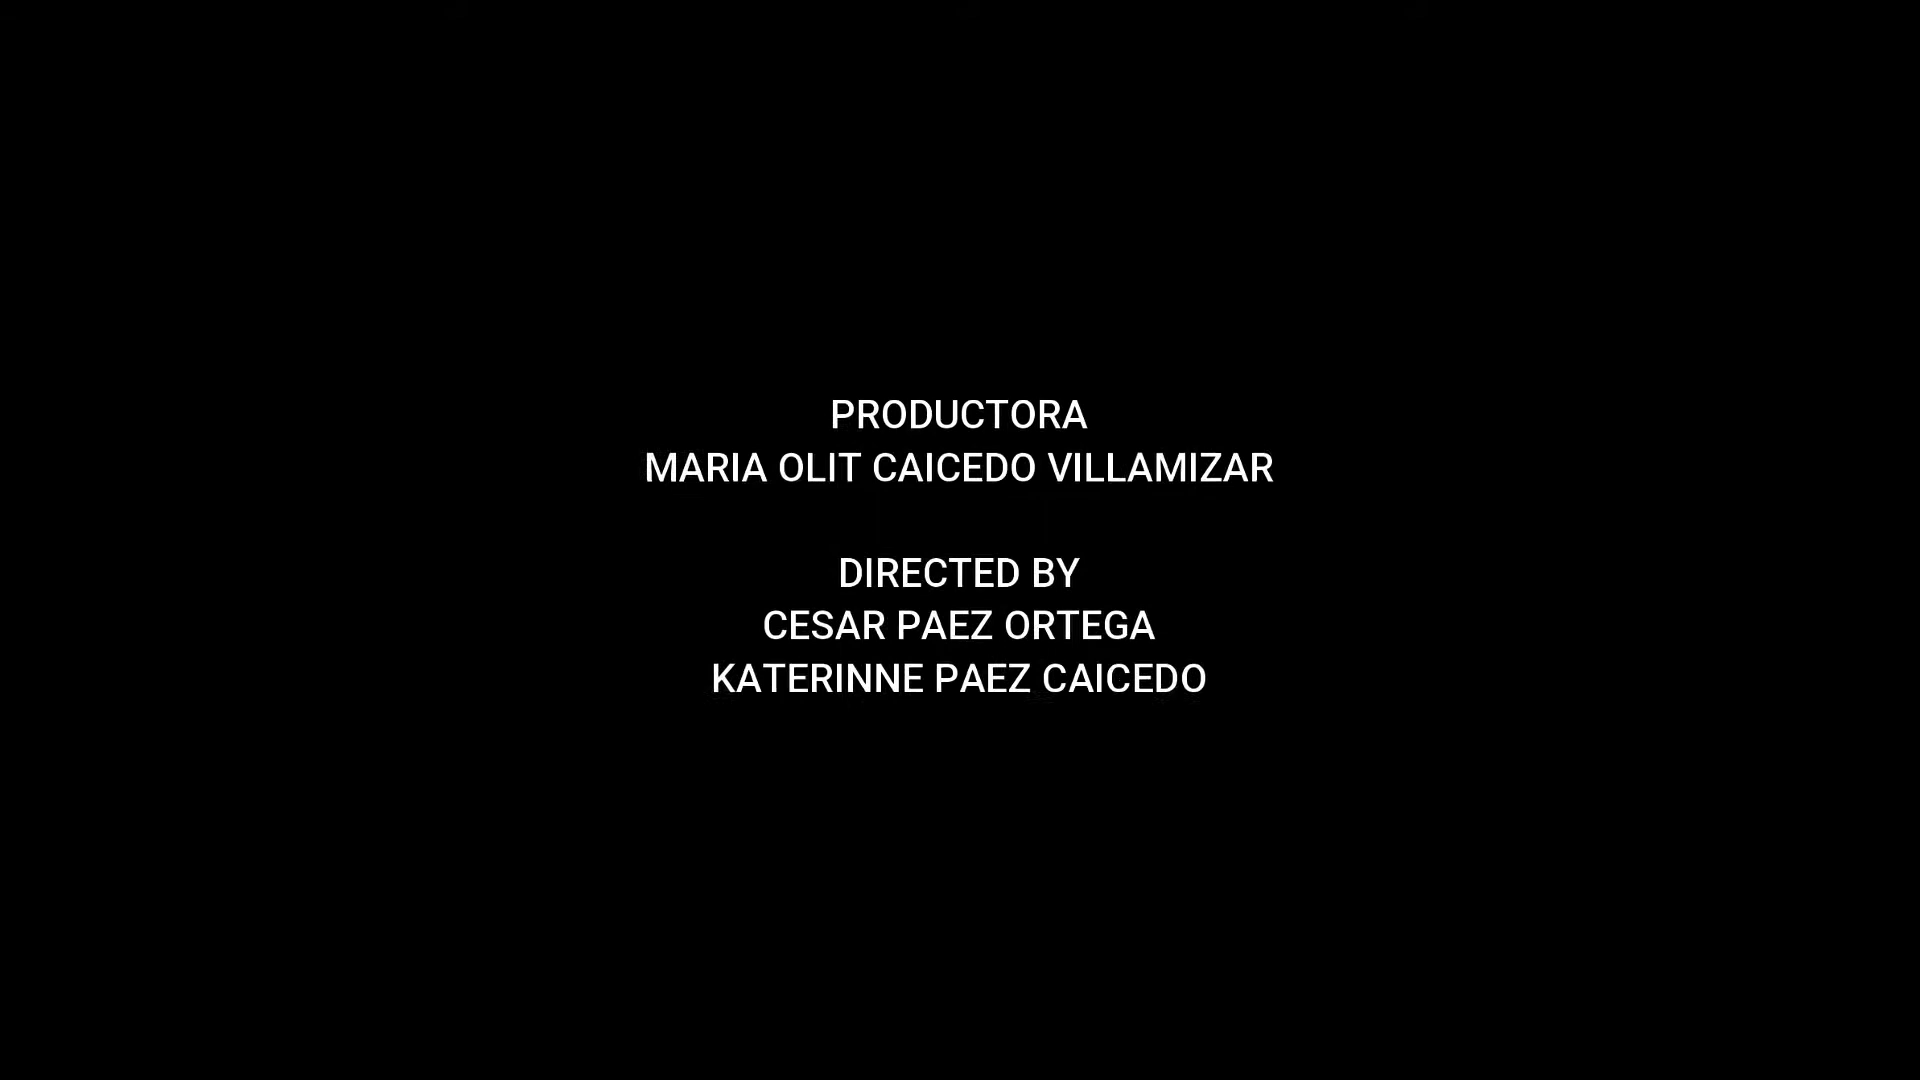 PRODUCTORA
MARIA OLIT CAICEDO VILLAMIZAR
DIRECTED BY
CESAR PAEZ ORTEGA
KATERINNE PAEZ CAICEDO